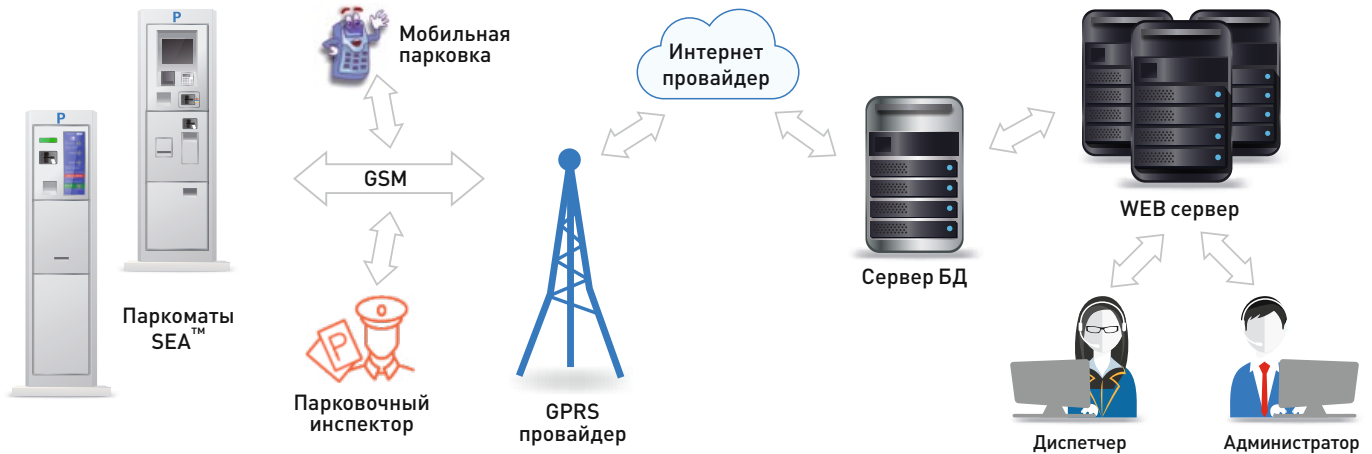 P
P
Паркоматы
SEA™
Мобильная
парковка
GSM
P
Парковочный
инспектор
GPRS
провайдер
Интернет
провайдер
Сервер БД
WEB сервер
Диспетчер
Администратор